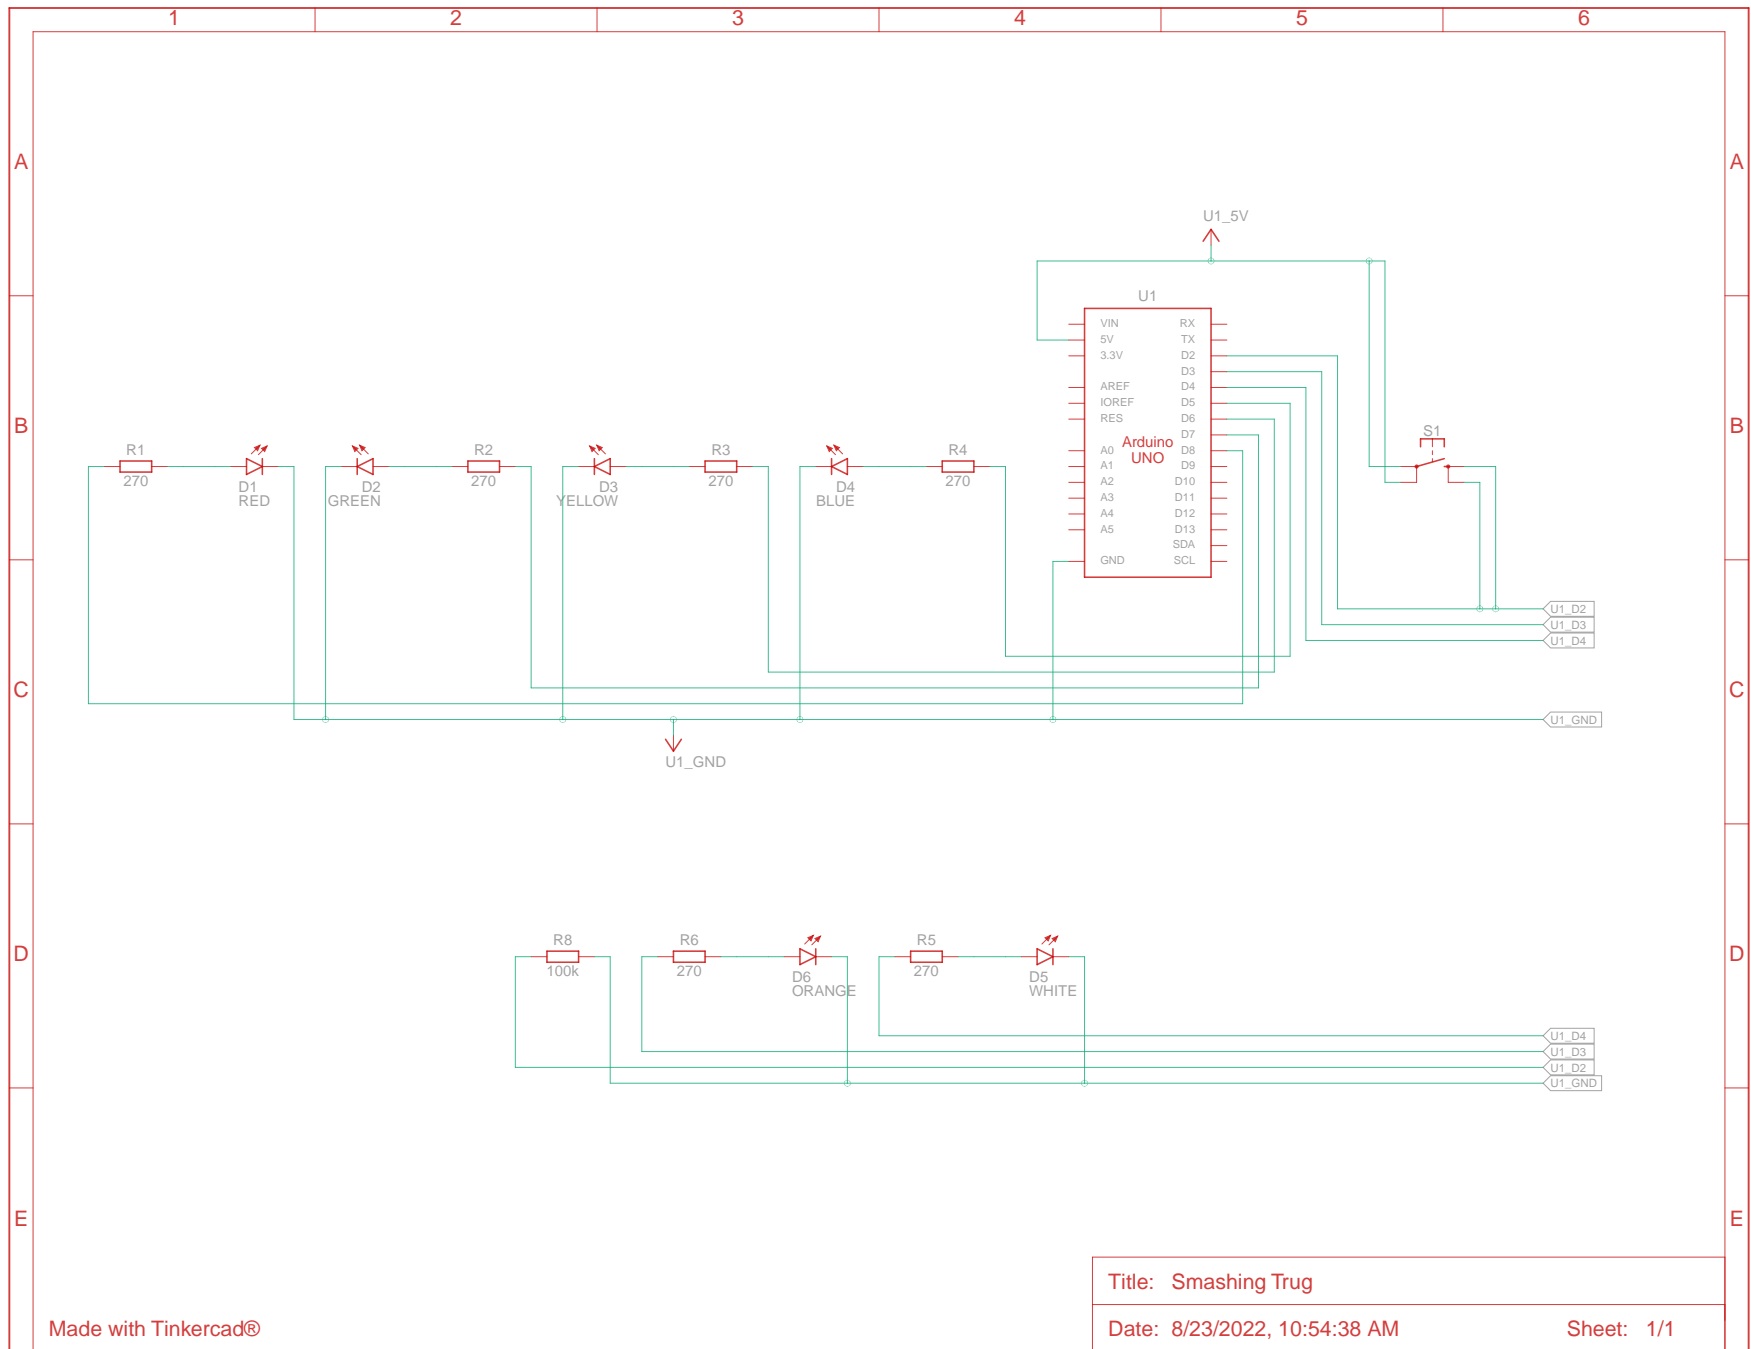 1 2 3 4 5 6
A A
U1_5V
U1
VIN RX
5V TX
3.3V D2
D3
AREF D4
IOREF D5
RES D6
D7
A0 D8
A1 D9
A2 D10
A3 D11
A4 D12
A5 D13
SDA
GND SCL
Arduino
UNO
B B
S1
R1
270
D1
RED
D2
GREEN
R2
270
D3
YELLOW
R3
270
D4
BLUE
R4
270
U1_D2
U1_D3
U1_D4
C C
U1_GND
U1_GND
D D
R8
100k
R6
270
D6
ORANGE
R5
270
D5
WHITE
U1_D4
U1_D3
U1_D2
U1_GND
E E
Title: Smashing Trug
Made with Tinkercad®
Date: 8/23/2022, 10:54:38 AM Sheet: 1/1